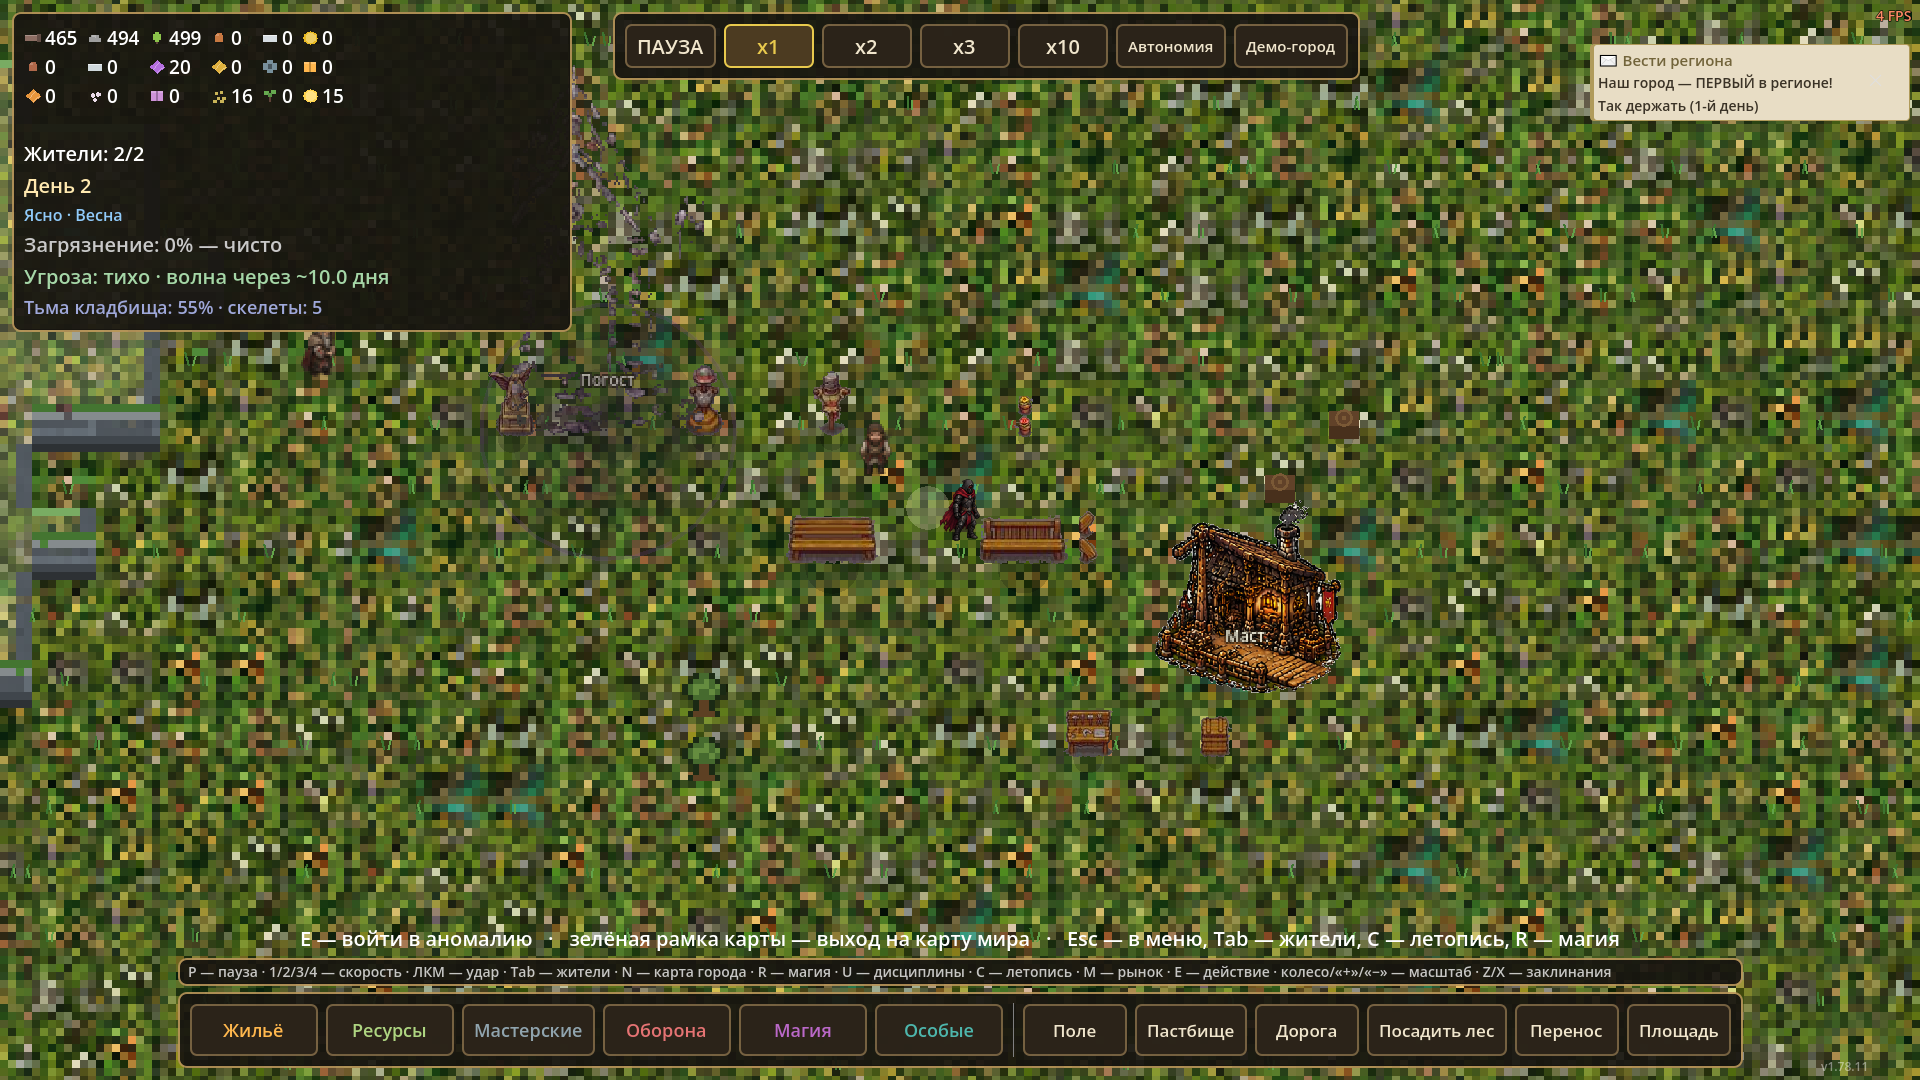 465 494 499 0 0 0
0 0 20 0 0 0
0 0 0 16 0 15
Жители: 2/2
День 2
Ясно · Весна
Загрязнение: 0% — чисто
Угроза: тихо · волна через ~10.0 дня
Тьма кладбища: 55% · скелеты: 5
ПАУЗА x1 x2 x3 x10 Автономия Демо-город
4 FPS
Вести региона
Наш город — ПЕРВЫЙ в регионе!
Так держать (1-й день)
Погост
Маст
E — войти в аномалию · зелёная рамка карты — выход на карту мира · Esc — в меню, Tab — жители, C — летопись, R — магия
P — пауза · 1/2/3/4 — скорость · ЛКМ — удар · Tab — жители · N — карта города · R — магия · U — дисциплины · C — летопись · M — рынок · E — действие · колесо/«+»/«−» — масштаб · Z/X — заклинания
Жильё Ресурсы Мастерские Оборона Магия Особые Поле Пастбище Дорога Посадить лес Перенос Площадь
v1.78.11